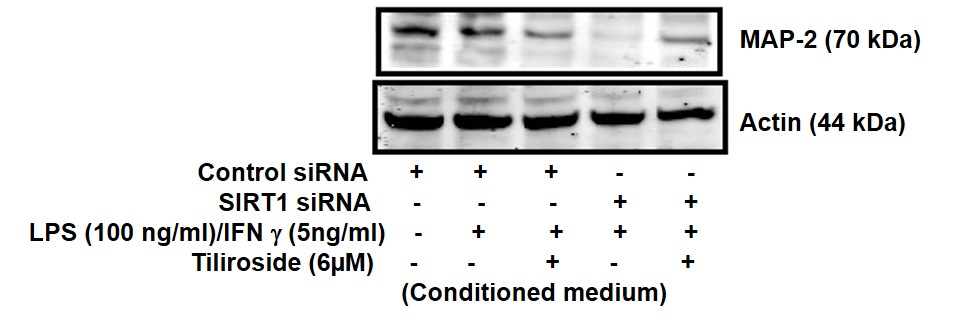 MAP-2 (70 kDa)
Actin (44 kDa)
Control siRNA + + + - -
SIRT1 siRNA - - - + +
LPS (100 ng/ml)/IFN γ (5ng/ml) - + + + +
Tiliroside (6µM) - - + - +
(Conditioned medium)